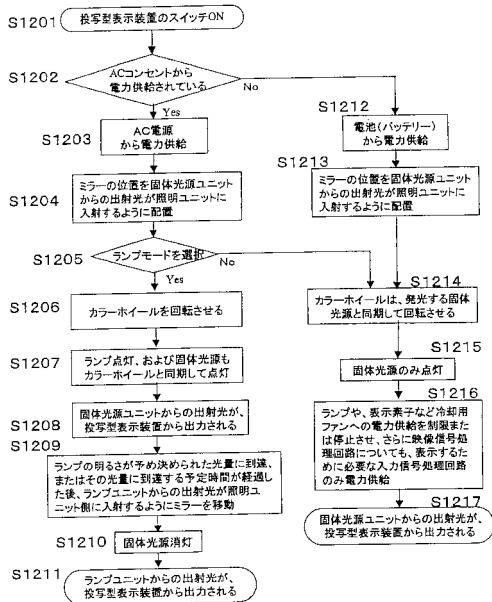 S1201
投写型表示装置のスイッチON
S1202
ACコンセントから
電力供給されている
No
Yes
S1203
AC電源
から電力供給
S1204
ミラーの位置を固体光源ユニット
からの出射光が照明ユニットに
入射するように配置
S1205
ランプモードを選択
No
Yes
S1206
カラーホイールを回転させる
S1207
ランプ点灯、および固体光源も
カラーホイールと同期して点灯
S1208
固体光源ユニットからの出射光が、
投写型表示装置から出力される
S1209
ランプの明るさが予め決められた光量に到達、
またはその光量に到達する予定時間が経過し
た後、ランプユニットからの出射光が照明ユ
ニット側に入射するようにミラーを移動
S1210
固体光源消灯
S1211
ランプユニットからの出射光が、
投写型表示装置から出力される
S1212
電池(バッテリー)
から電力供給
S1213
ミラーの位置を固体光源ユニット
からの出射光が照明ユニットに
入射するように配置
S1214
カラーホイールは、発光する固体
光源と同期して回転させる
S1215
固体光源のみ点灯
S1216
ランプや、表示素子など冷却用
ファンへの電力供給を制限また
は停止させ、さらに映像信号処
理回路についても、表示するた
めに必要な入力信号処理回路
のみ電力供給
S1217
固体光源ユニットからの出射光が、
投写型表示装置から出力される